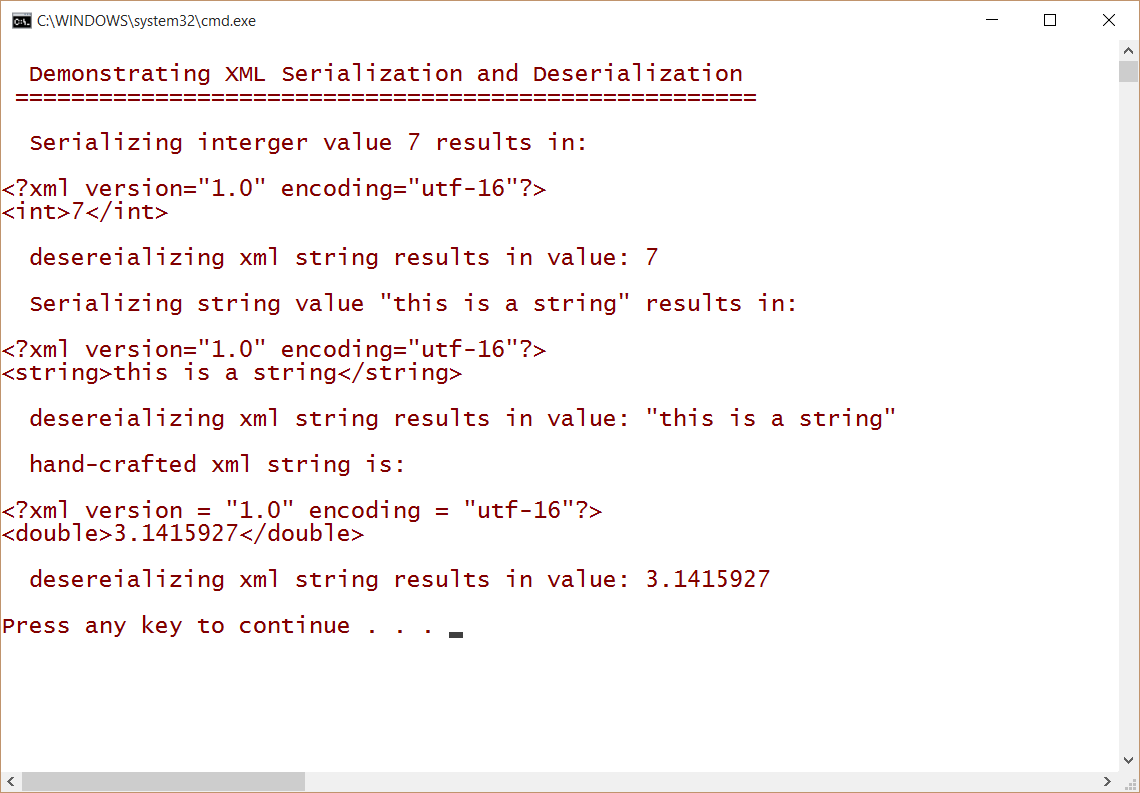 C:\WINDOWS\system32\cmd.exe
Demonstrating XML Serialization and Deserialization
=====================================================
Serializing interger value 7 results in:
<?xml version="1.0" encoding="utf-16"?>
<int>7</int>
desereializing xml string results in value: 7
Serializing string value "this is a string" results in:
<?xml version="1.0" encoding="utf-16"?>
<string>this is a string</string>
desereializing xml string results in value: "this is a string"
hand-crafted xml string is:
<?xml version = "1.0" encoding = "utf-16"?>
<double>3.1415927</double>
desereializing xml string results in value: 3.1415927
Press any key to continue . . .